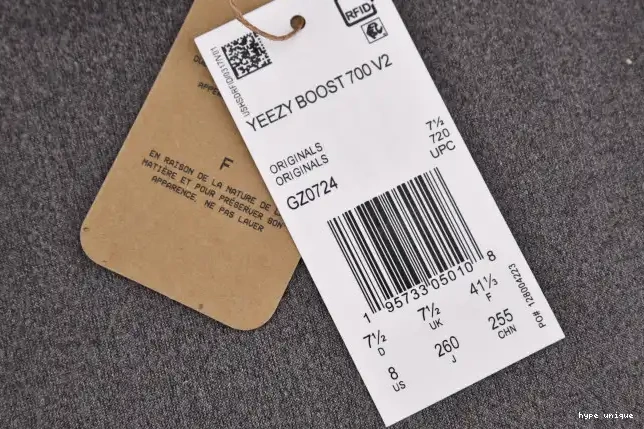 RFID
YEEZY BOOST 700 V2
ORIGINALS
ORIGINALS
GZ0724
7½
720
UPC
1 95733 05010 8
7½
D
7½
UK
41⅓
F
8
US
260
J
255
CHN
PO# 128004223
F
EN RAISON DE LA NATURE DE
MATIÈRE ET POUR PRÉSERVER SON
APPARENCE, NE PAS LAVER
hype unique